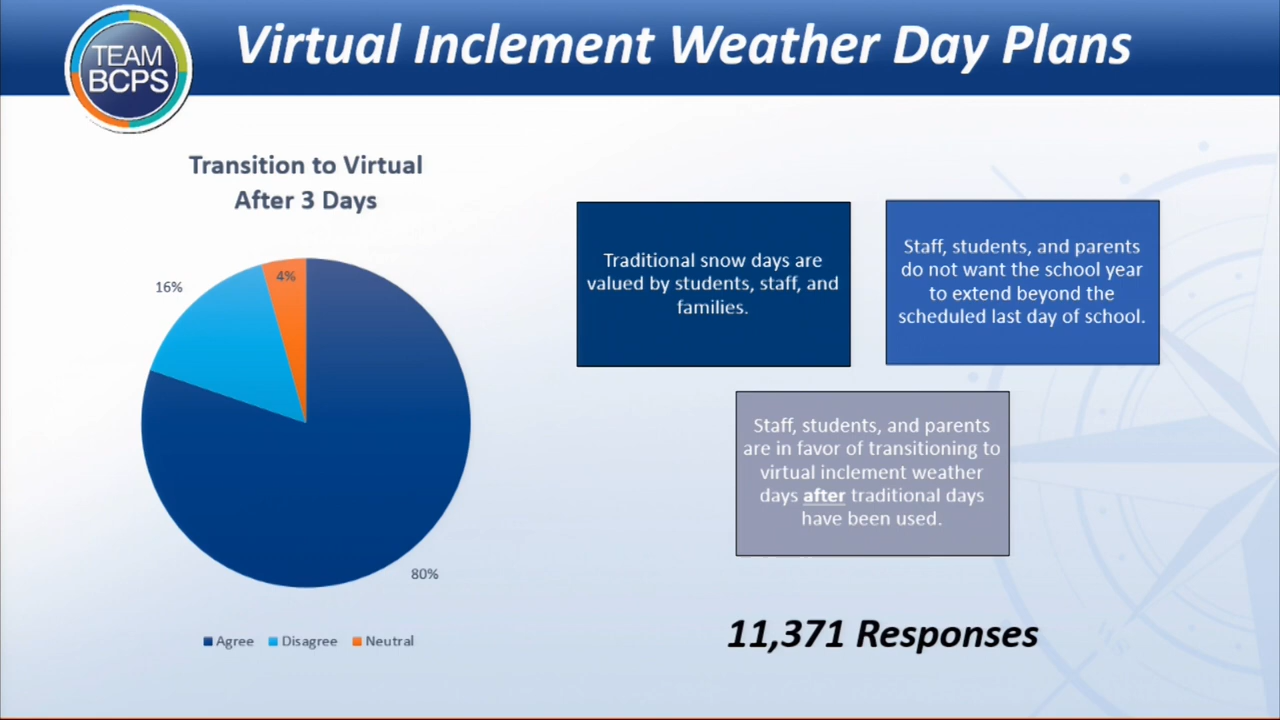 TEAM
BCPS
Virtual Inclement Weather Day Plans
Transition to Virtual
After 3 Days
4%
16%
80%
Agree
Disagree
Neutral
Traditional snow days are
valued by students, staff, and
families.
Staff, students, and parents
do not want the school year
to extend beyond the
scheduled last day of school.
Staff, students, and parents
are in favor of transitioning to
virtual inclement weather
days after traditional days
have been used.
11,371 Responses